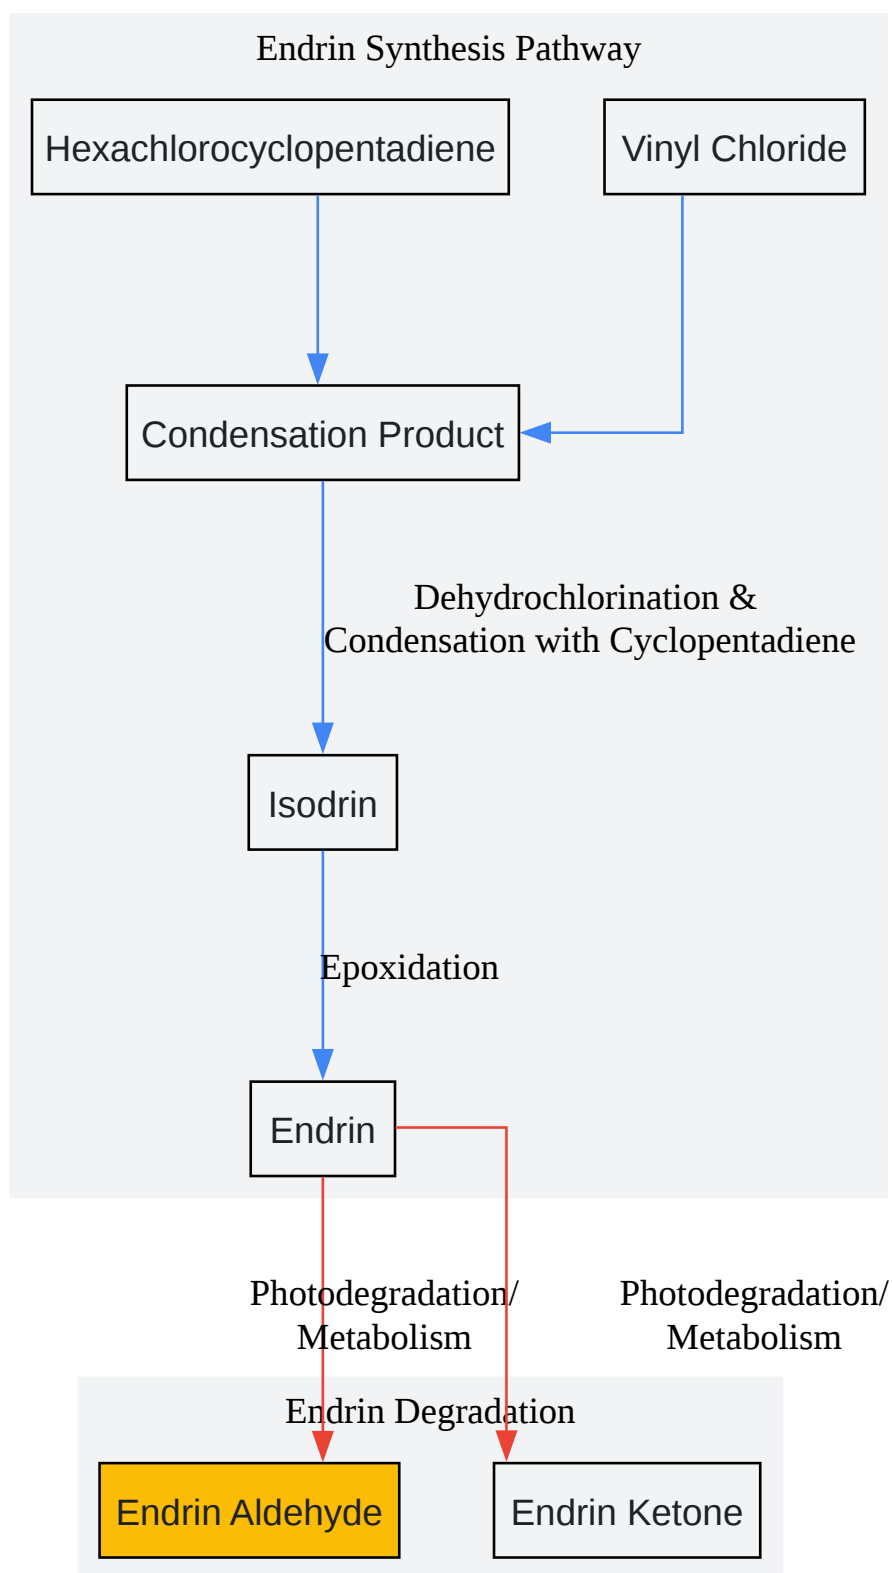 Endrin Synthesis Pathway
Hexachlorocyclopentadiene
Vinyl Chloride
Condensation Product
Dehydrochlorination &
Condensation with Cyclopentadiene
Isodrin
Epoxidation
Endrin
Photodegradation/
Metabolism
Photodegradation/
Metabolism
Endrin Degradation
Endrin Aldehyde
Endrin Ketone